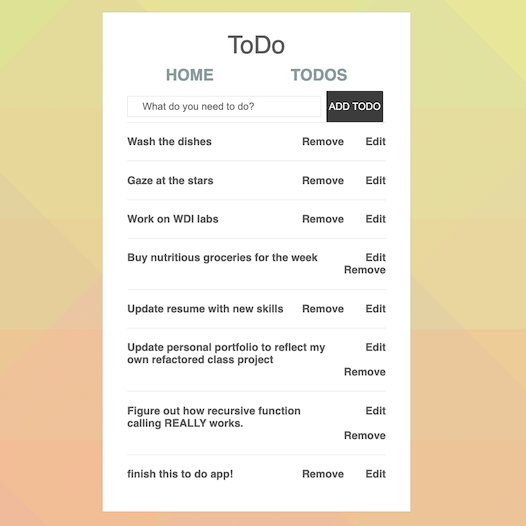 ToDo
HOME TODOS
What do you need to do? ADD TODO
Wash the dishes Remove Edit
Gaze at the stars Remove Edit
Work on WDI labs Remove Edit
Buy nutritious groceries for the week Edit
Remove
Update resume with new skills Remove Edit
Update personal portfolio to reflect my Edit
own refactored class project
Remove
Figure out how recursive function Edit
calling REALLY works.
Remove
finish this to do app! Remove Edit